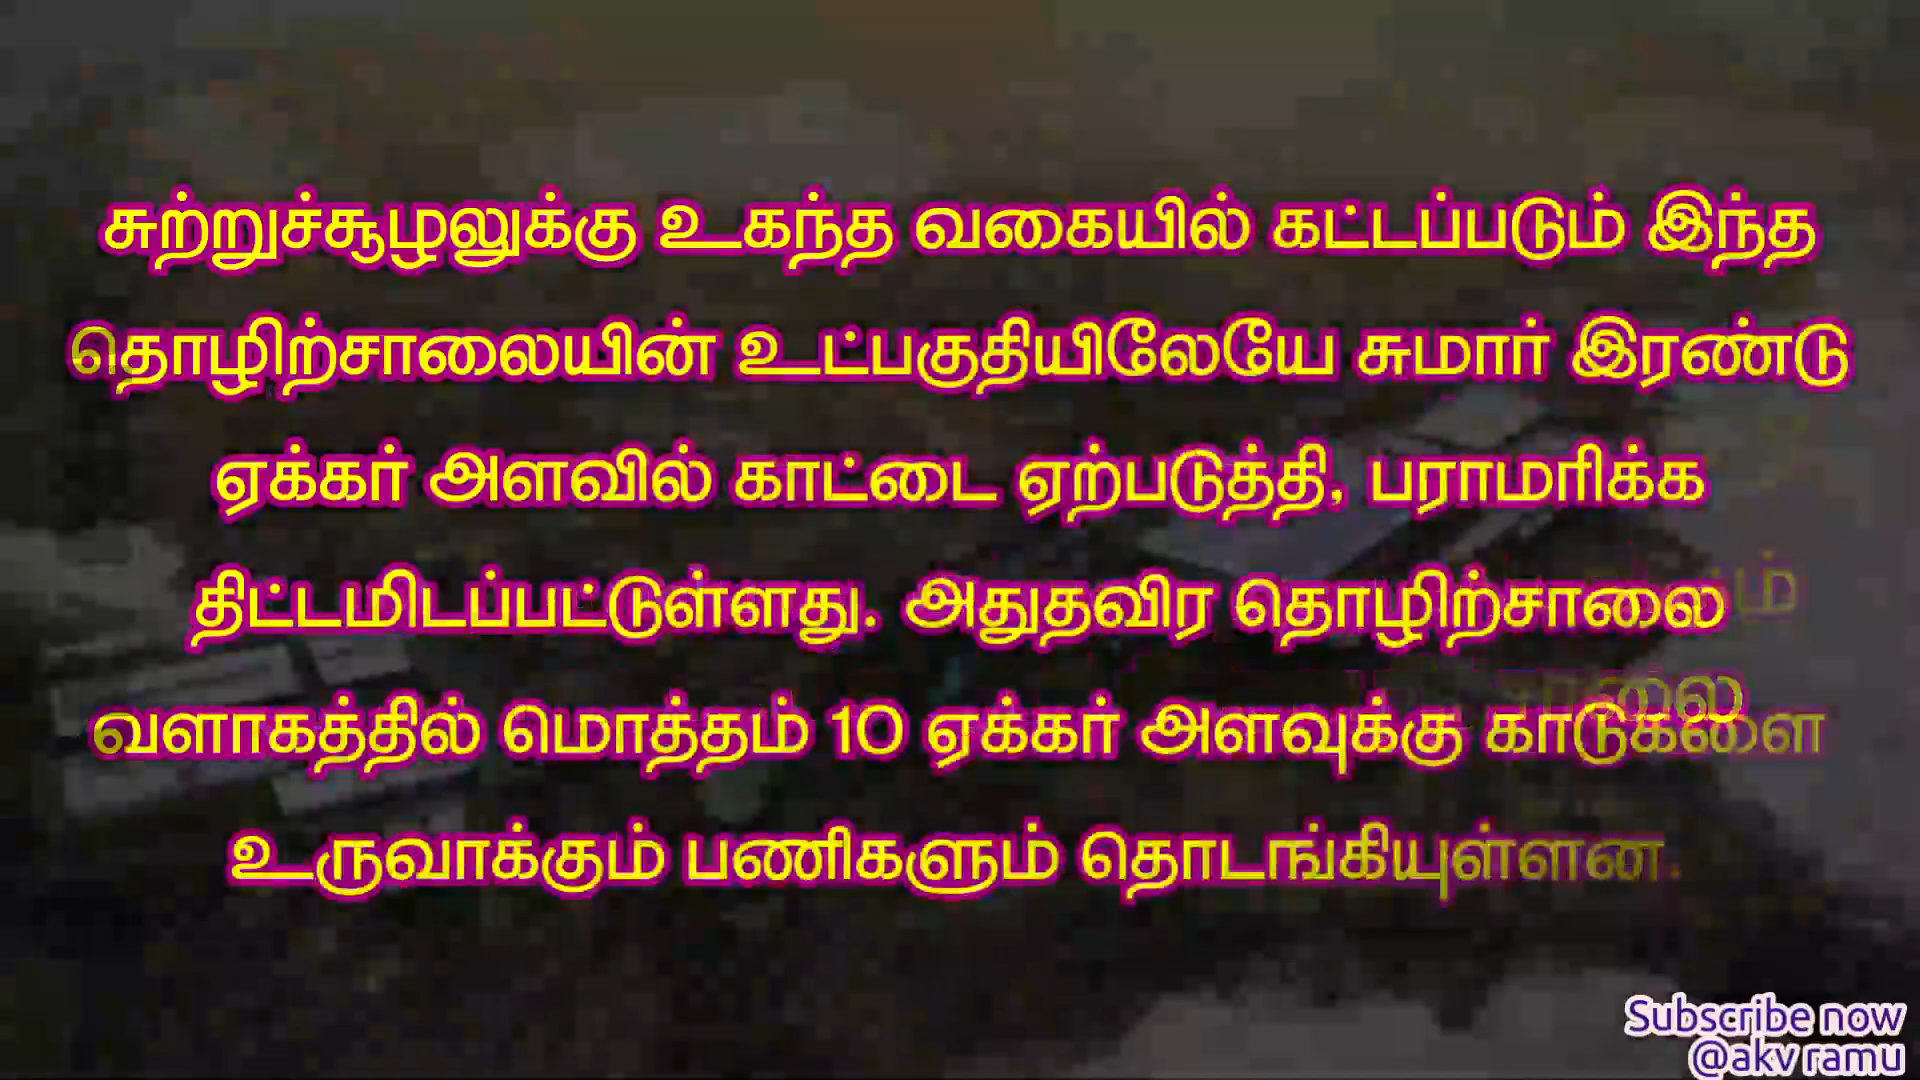 சுற்றுச்சூழலுக்கு உகந்த வகையில் கட்டப்படும் இந்த
தொழிற்சாலையின் உட்பகுதியிலேயே சுமார் இரண்டு
ஏக்கர் அளவில் காட்டை ஏற்படுத்தி, பராமரிக்க
திட்டமிடப்பட்டுள்ளது. அதுதவிர தொழிற்சாலை
வளாகத்தில் மொத்தம் 10 ஏக்கர் அளவுக்கு காடுகளை
உருவாக்கும் பணிகளும் தொடங்கியுள்ளன.
Subscribe now
@akv ramu